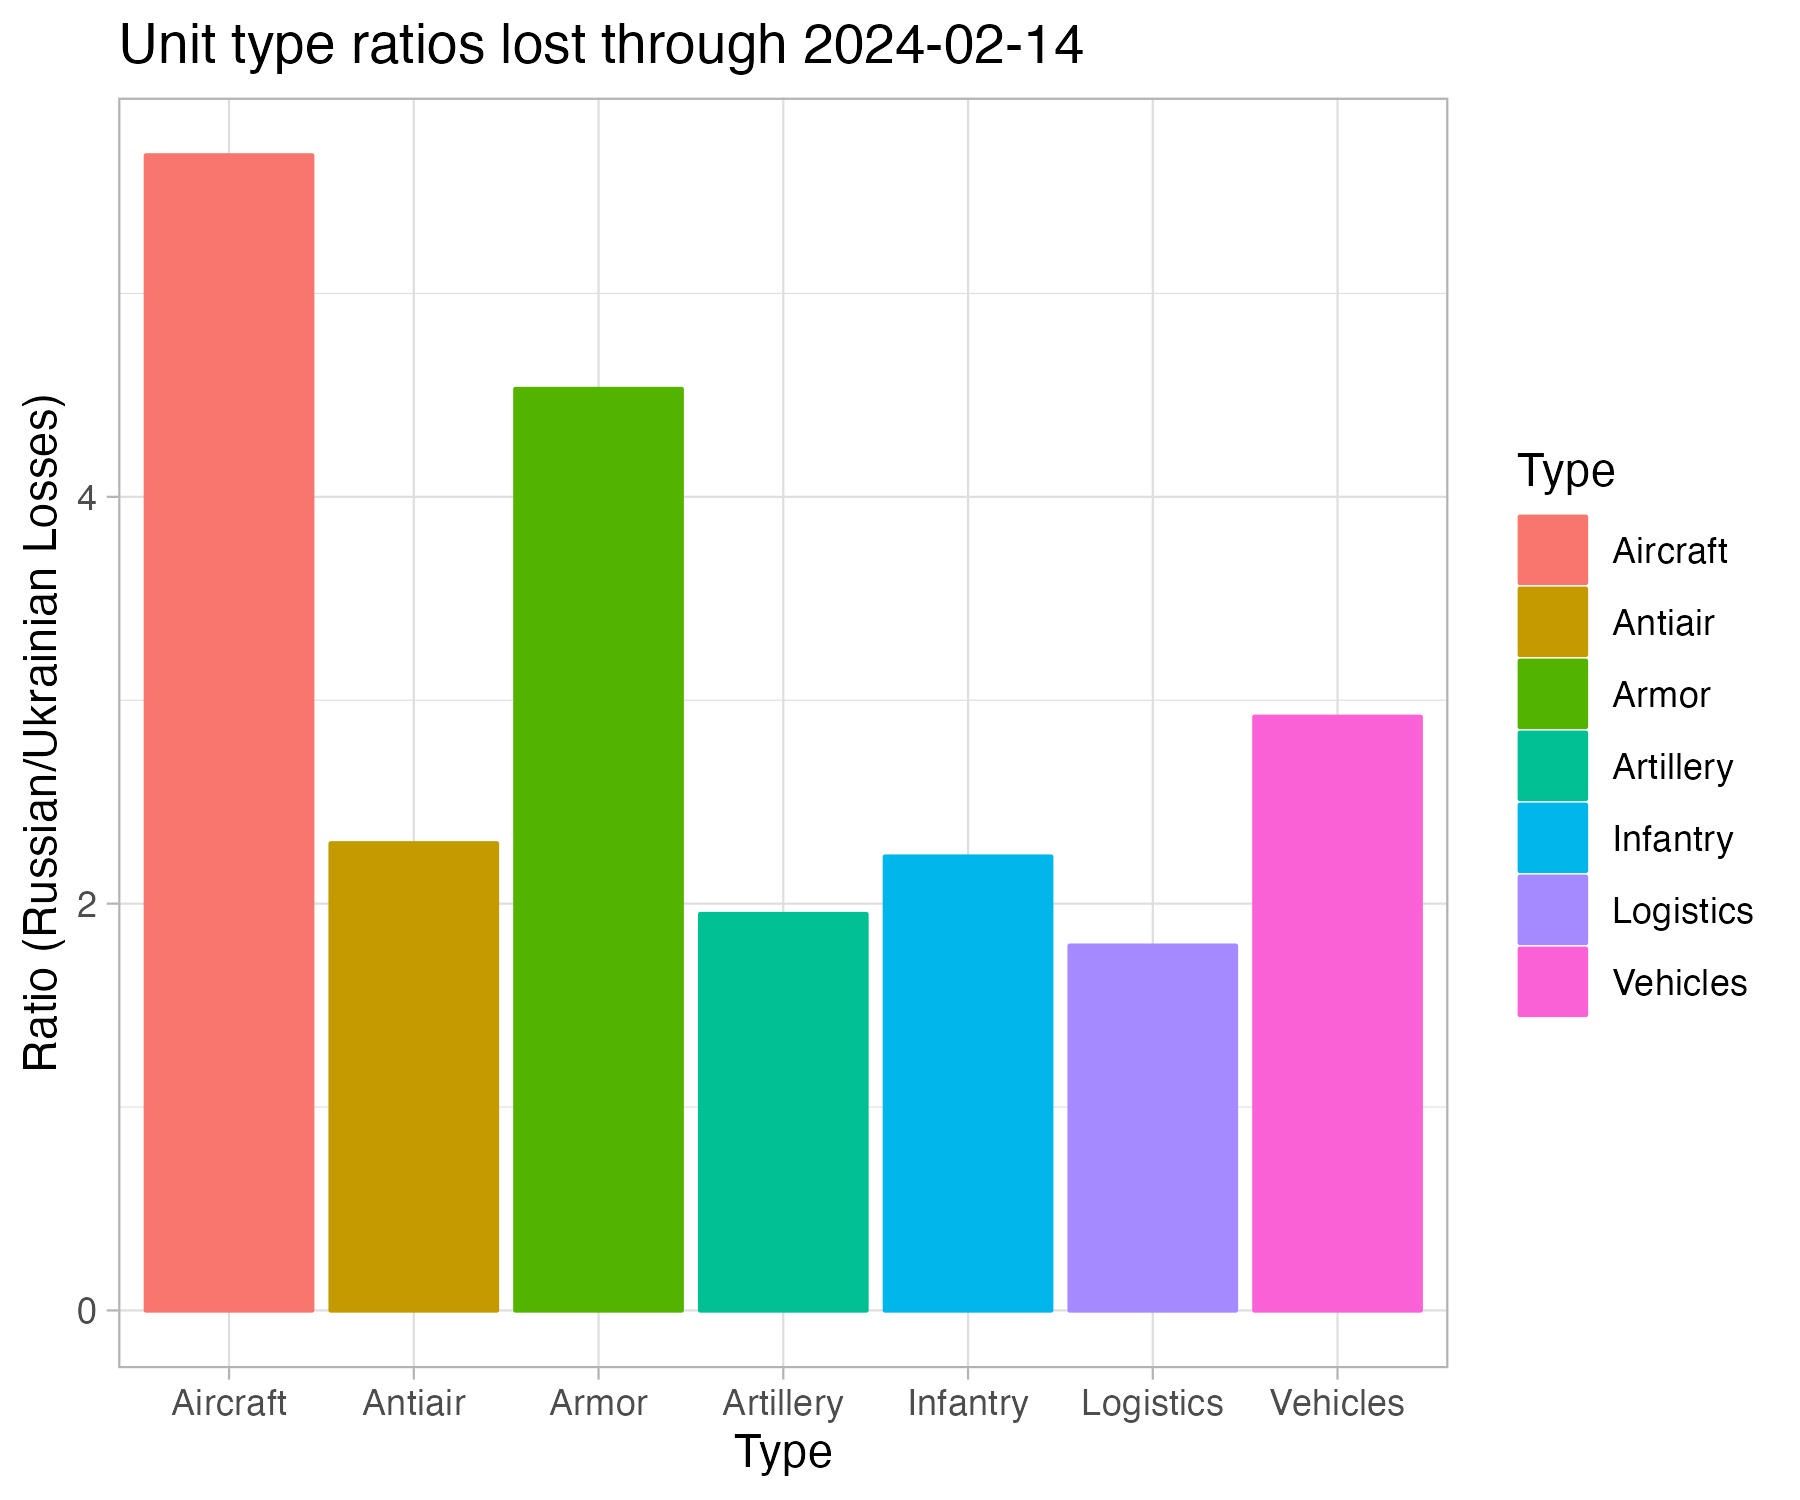 Unit type ratios lost through 2024-02-14
Ratio (Russian/Ukrainian Losses)
4
2
0
Aircraft
Antiair
Armor
Artillery
Infantry
Logistics
Vehicles
Type
Type
Aircraft
Antiair
Armor
Artillery
Infantry
Logistics
Vehicles